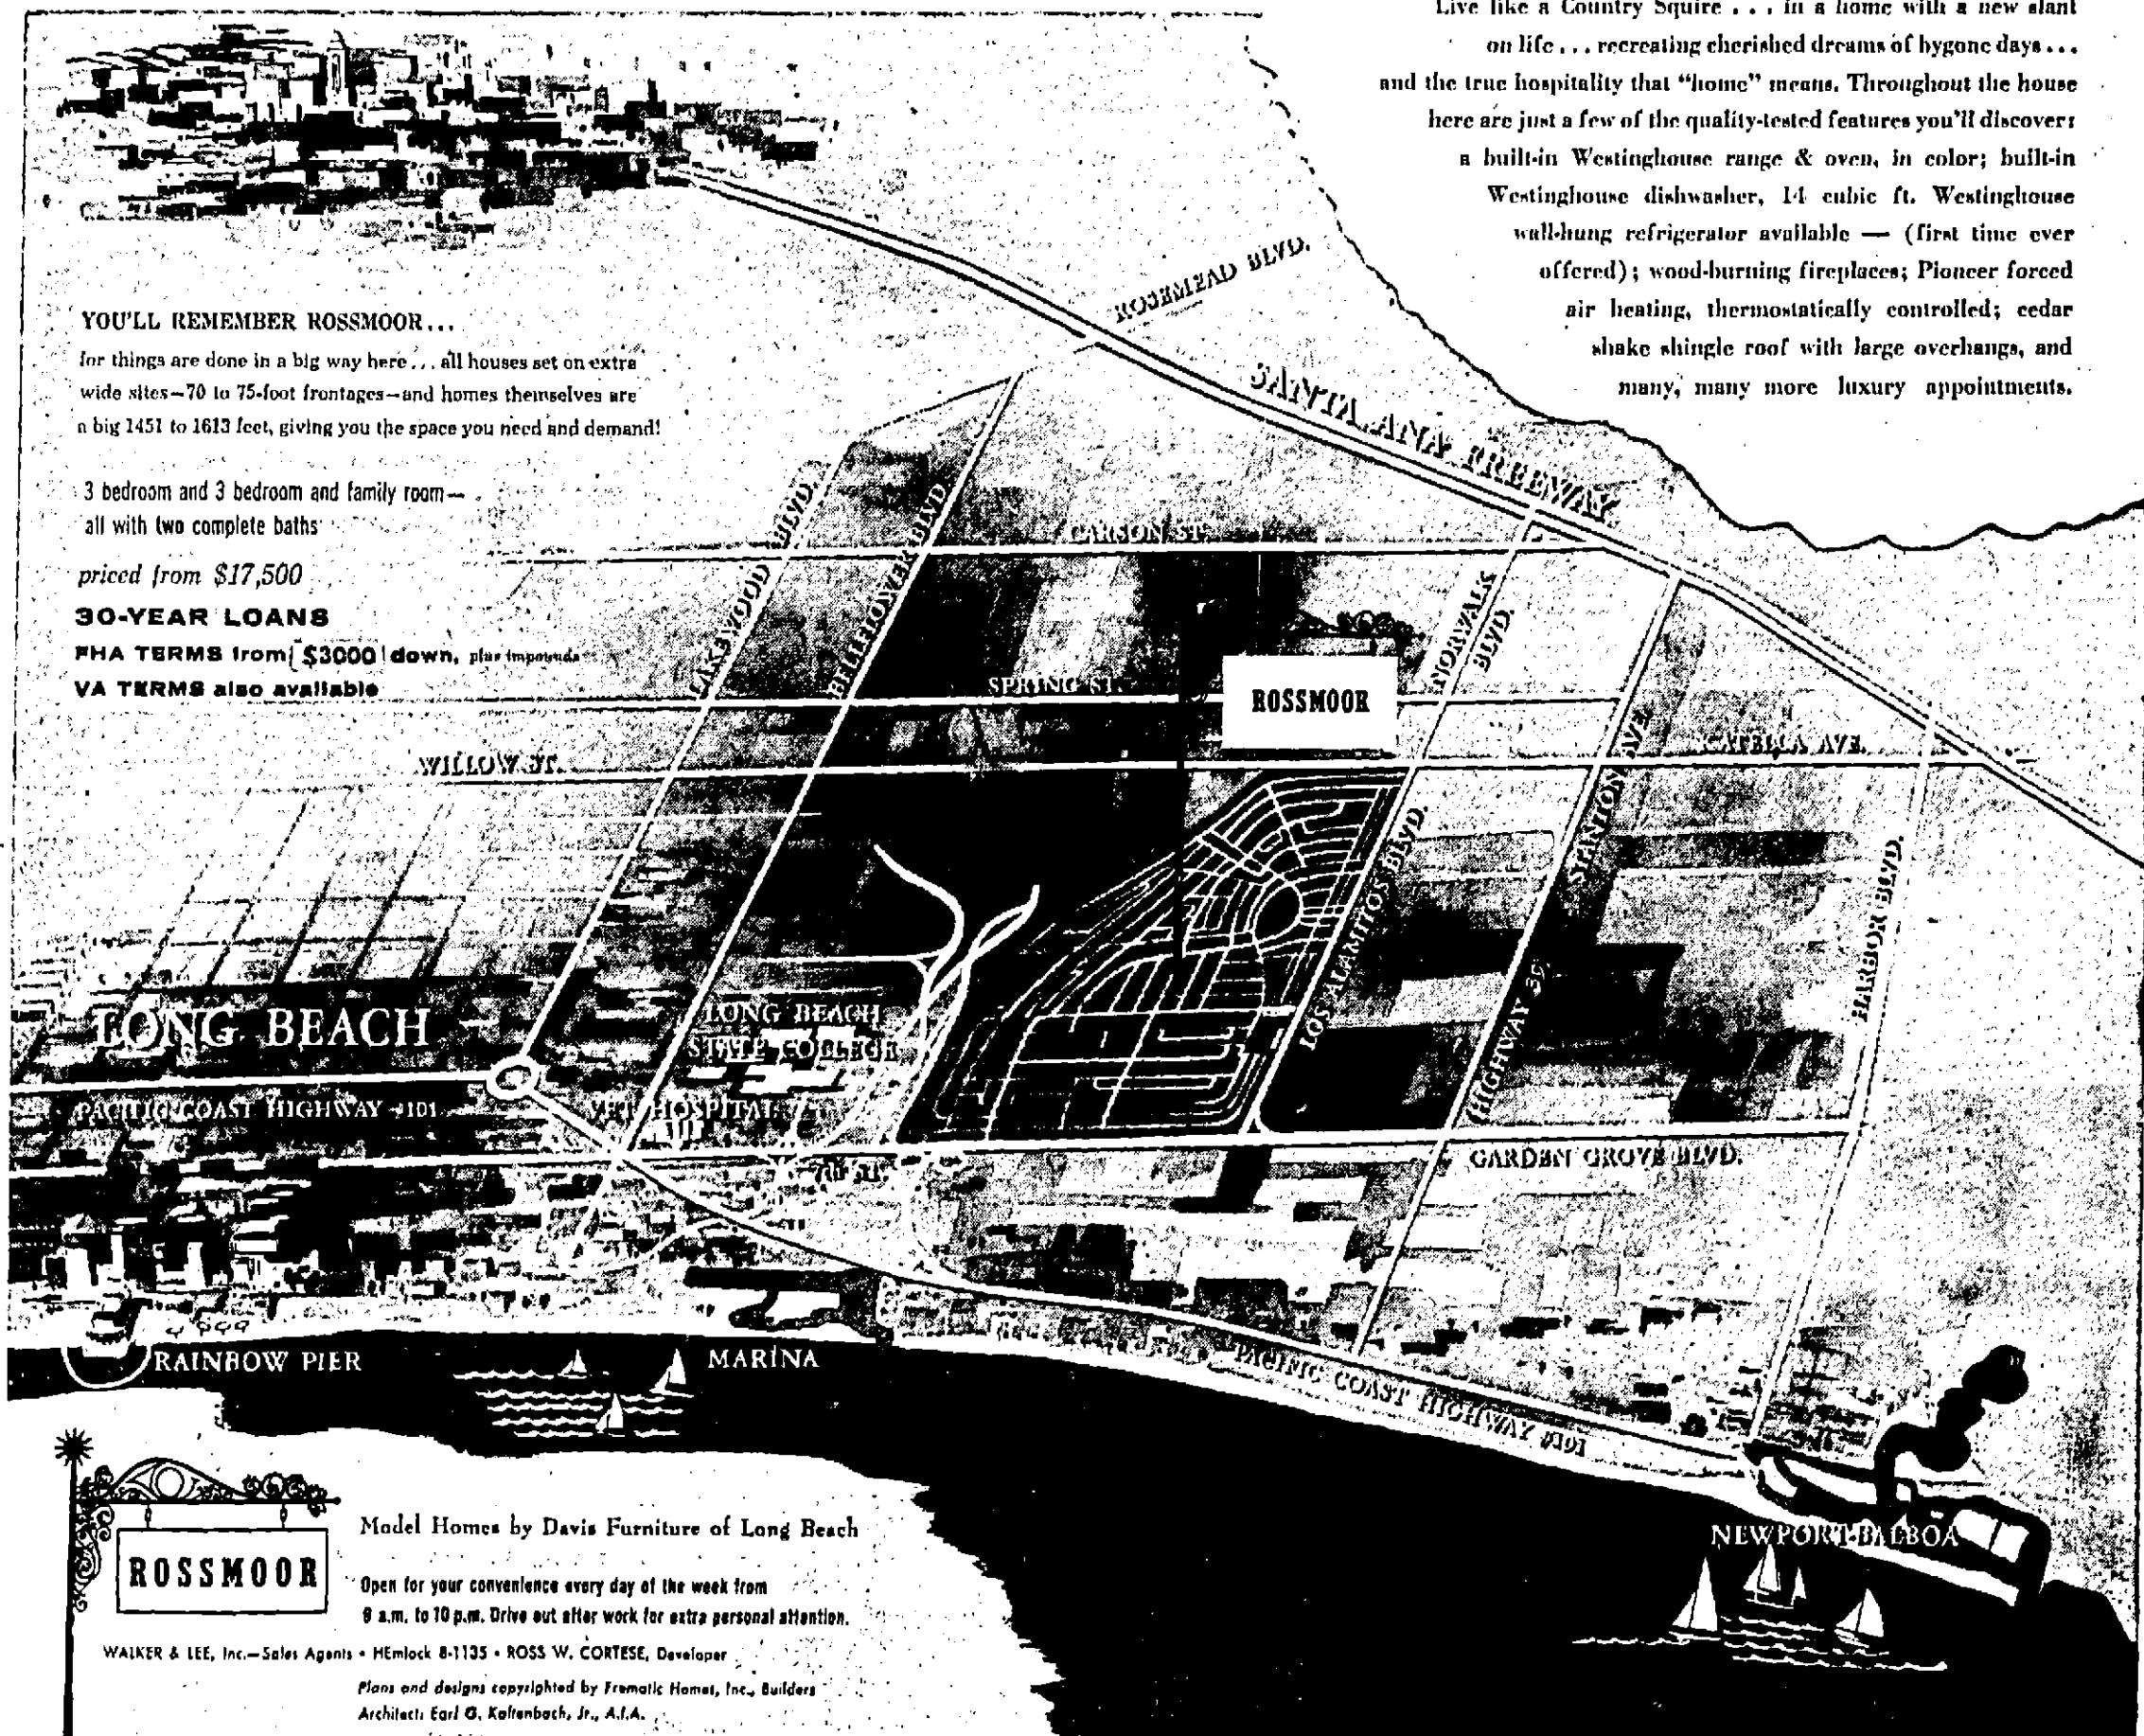 Live like a Country Squire . . . in a home with a new slant
on life . . . recreating cherished dreams of bygone days . . .
and the true hospitality that "home" means. Throughout the house
here are just a few of the quality-tested features you'll discover:
a built-in Westinghouse range & oven, in color; built-in
Westinghouse dishwasher, 14 cubic ft. Westinghouse
wall-hung refrigerator available — (first time ever
offered); wood-burning fireplaces; Pioneer forced
air heating, thermostatically controlled; cedar
shake shingle roof with large overhangs, and
many, many more luxury appointments.
YOU'LL REMEMBER ROSSMOOR...
for things are done in a big way here... all houses set on extra
wide sites—70 to 75-foot frontages—and homes themselves are
a big 1451 to 1613 feet, giving you the space you need and demand!
3 bedroom and 3 bedroom and family room—
all with two complete baths
priced from $17,500
30-YEAR LOANS
FHA TERMS from $3000 down, plus impounds
VA TERMS also available
ROSEMEAD BLVD.
SANTA ANA FREEWAY
CARSON ST.
LAKEWOOD BLVD.
BELLFLOWER BLVD.
NORWALK BLVD.
SPRING ST.
ROSSMOOR
WILLOW ST.
KATELLA AVE.
STANTON AVE.
LOS ALAMITOS BLVD.
HIGHWAY 39
HARBOR BLVD.
LONG BEACH
LONG BEACH
STATE COLLEGE
PACIFIC COAST HIGHWAY 101
VET HOSPITAL
7th ST.
GARDEN GROVE BLVD.
RAINBOW PIER
MARINA
PACIFIC COAST HIGHWAY #101
NEWPORT-BALBOA
ROSSMOOR
Model Homes by Davis Furniture of Long Beach
Open for your convenience every day of the week from
9 a.m. to 10 p.m. Drive out after work for extra personal attention.
WALKER & LEE, Inc.—Sales Agents • HEmlock 8-1135 • ROSS W. CORTESE, Developer
Plans and designs copyrighted by Frematic Homes, Inc., Builders
Architect: Earl G. Kaltenbach, Jr., A.I.A.